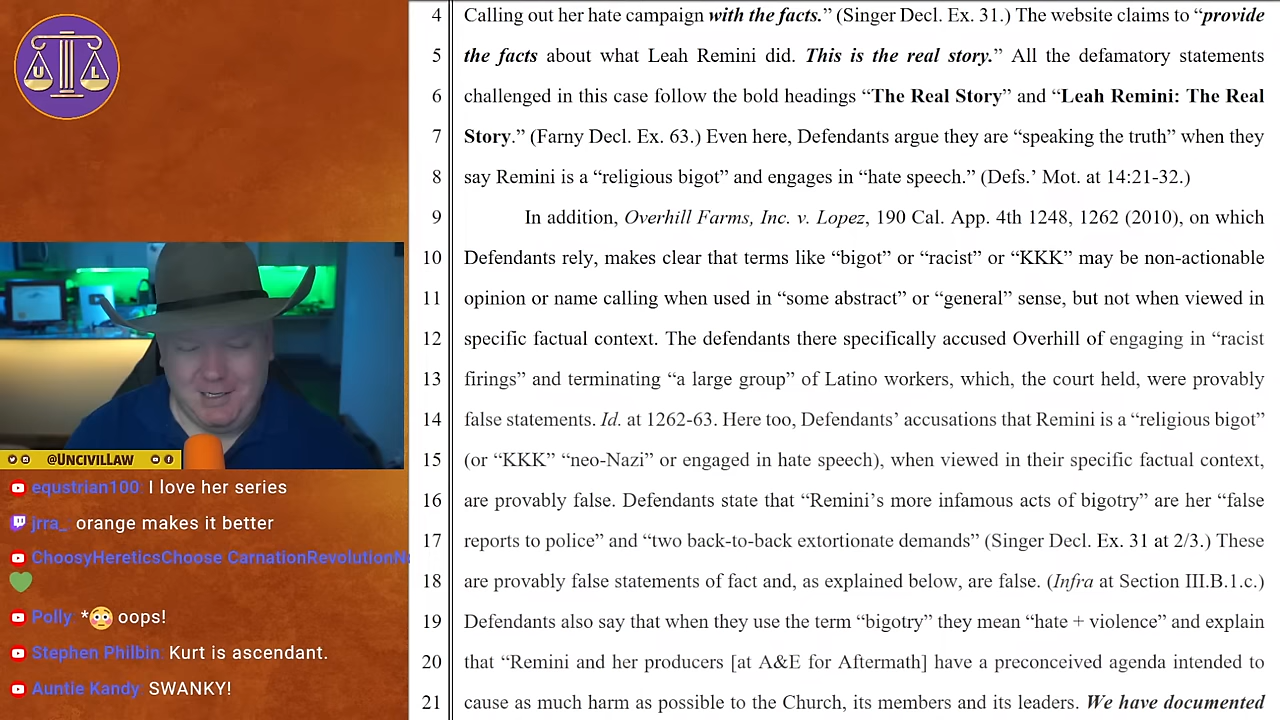 U L
@UNCIVILLAW
equstrian100: I love her series
jrra_ orange makes it better
ChoosyHereticsChoose CarnationRevolutionN
Polly: *😳 oops!
Stephen Philbin: Kurt is ascendant.
Auntie Kandy: SWANKY!
4 Calling out her hate campaign with the facts.” (Singer Decl. Ex. 31.) The website claims to “provide
5 the facts about what Leah Remini did. This is the real story.” All the defamatory statements
6 challenged in this case follow the bold headings “The Real Story” and “Leah Remini: The Real
7 Story.” (Farny Decl. Ex. 63.) Even here, Defendants argue they are “speaking the truth” when they
8 say Remini is a “religious bigot” and engages in “hate speech.” (Defs.’ Mot. at 14:21-32.)
9 In addition, Overhill Farms, Inc. v. Lopez, 190 Cal. App. 4th 1248, 1262 (2010), on which
10 Defendants rely, makes clear that terms like “bigot” or “racist” or “KKK” may be non-actionable
11 opinion or name calling when used in “some abstract” or “general” sense, but not when viewed in
12 specific factual context. The defendants there specifically accused Overhill of engaging in “racist
13 firings” and terminating “a large group” of Latino workers, which, the court held, were provably
14 false statements. Id. at 1262-63. Here too, Defendants’ accusations that Remini is a “religious bigot”
15 (or “KKK” “neo-Nazi” or engaged in hate speech), when viewed in their specific factual context,
16 are provably false. Defendants state that “Remini’s more infamous acts of bigotry” are her “false
17 reports to police” and “two back-to-back extortionate demands” (Singer Decl. Ex. 31 at 2/3.) These
18 are provably false statements of fact and, as explained below, are false. (Infra at Section III.B.1.c.)
19 Defendants also say that when they use the term “bigotry” they mean “hate + violence” and explain
20 that “Remini and her producers [at A&E for Aftermath] have a preconceived agenda intended to
21 cause as much harm as possible to the Church, its members and its leaders. We have documented